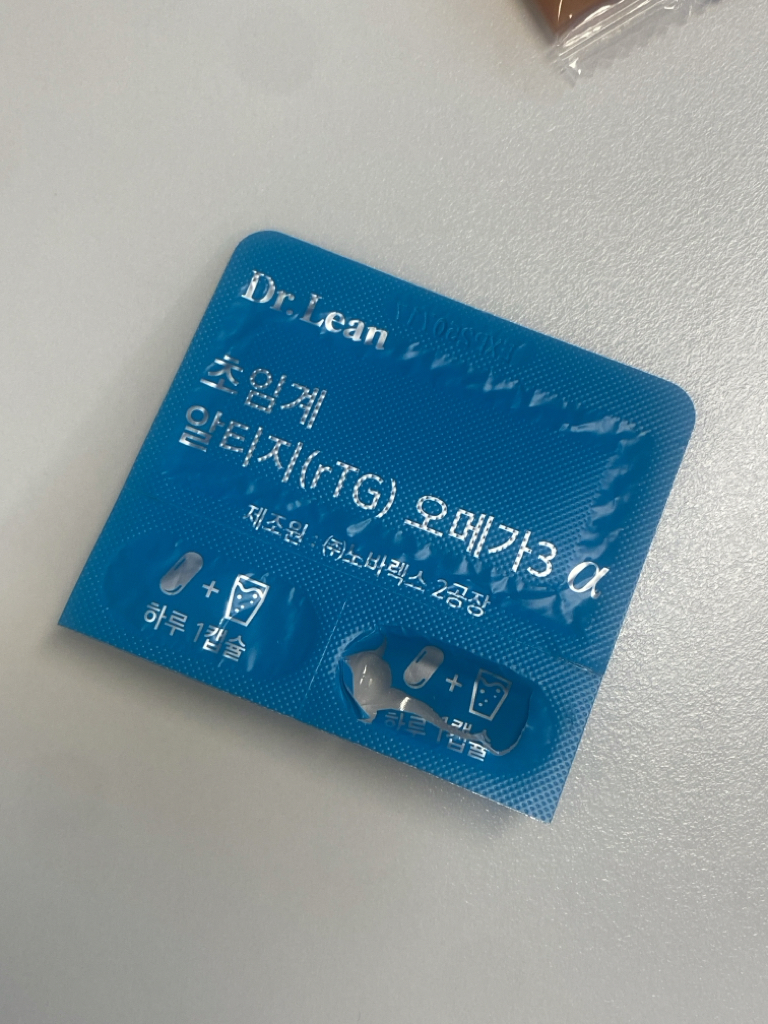 Dr.Lean
초임계
알티지(rTG) 오메가3 α
제조원 : ㈜노바렉스 2공장
+
하루 1캡슐
+
하루 1캡슐